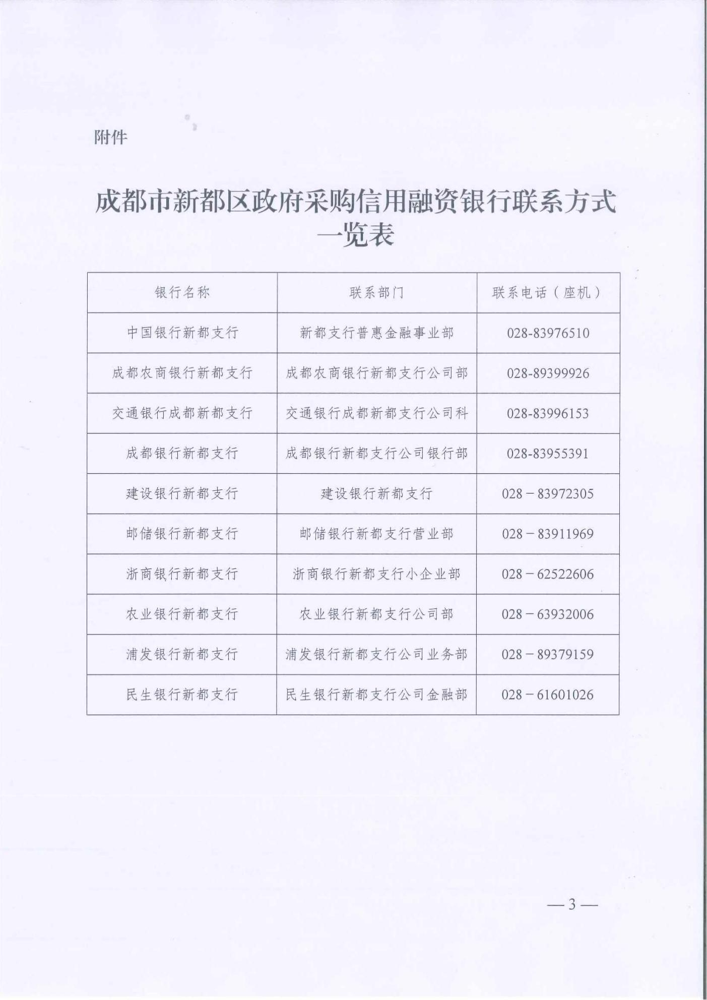 附件
成都市新都区政府采购信用融资银行联系方式
一览表
银行名称 联系部门 联系电话（座机）
中国银行新都支行 新都支行普惠金融事业部 028-83976510
成都农商银行新都支行 成都农商银行新都支行公司部 028-89399926
交通银行成都新都支行 交通银行成都新都支行公司科 028-83996153
成都银行新都支行 成都银行新都支行公司银行部 028-83955391
建设银行新都支行 建设银行新都支行 028－83972305
邮储银行新都支行 邮储银行新都支行营业部 028－83911969
浙商银行新都支行 浙商银行新都支行小企业部 028－62522606
农业银行新都支行 农业银行新都支行公司部 028－63932006
浦发银行新都支行 浦发银行新都支行公司业务部 028－89379159
民生银行新都支行 民生银行新都支行公司金融部 028－61601026
— 3 —